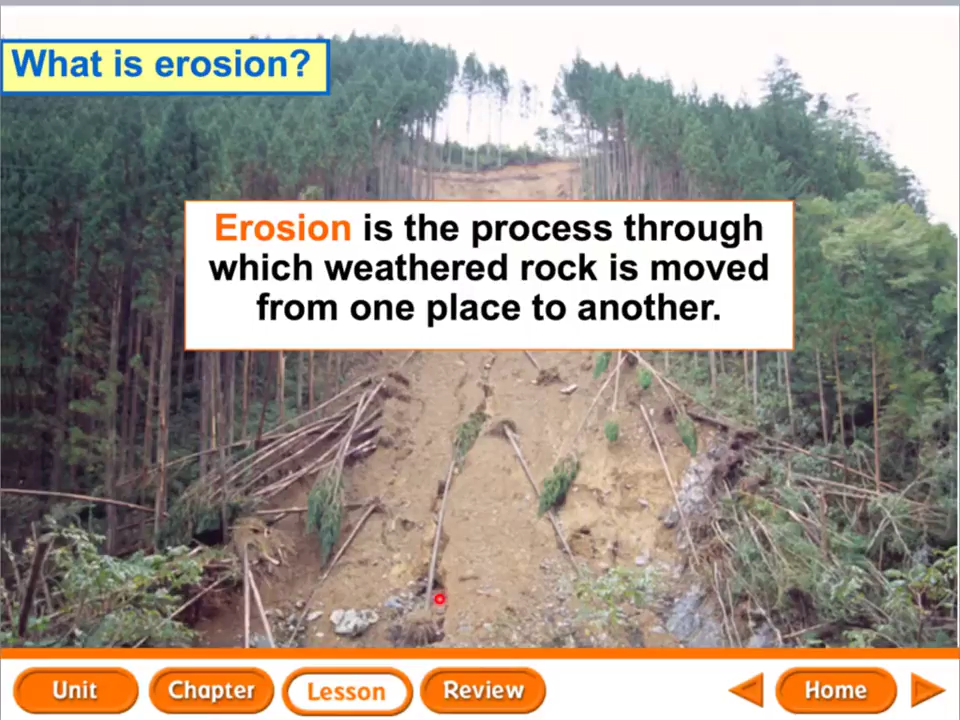 What is erosion?
Erosion is the process through
which weathered rock is moved
from one place to another.
Unit
Chapter
Lesson
Review
Home